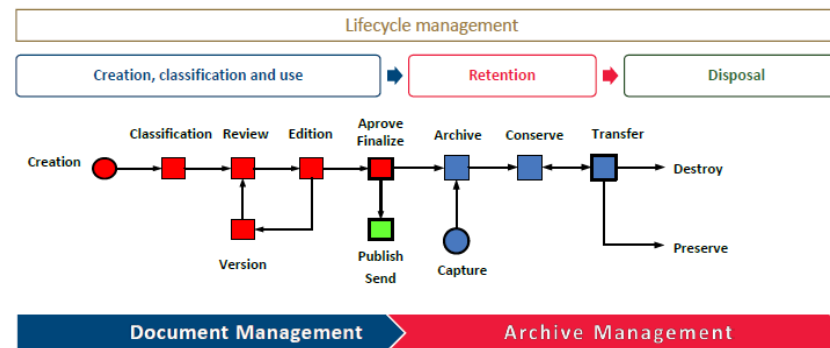 Lifecycle management
Creation, classification and use
Retention
Disposal
Creation
Classification
Review
Edition
Aprove
Finalize
Archive
Conserve
Transfer
Destroy
Version
Publish
Send
Capture
Preserve
Document Management
Archive Management